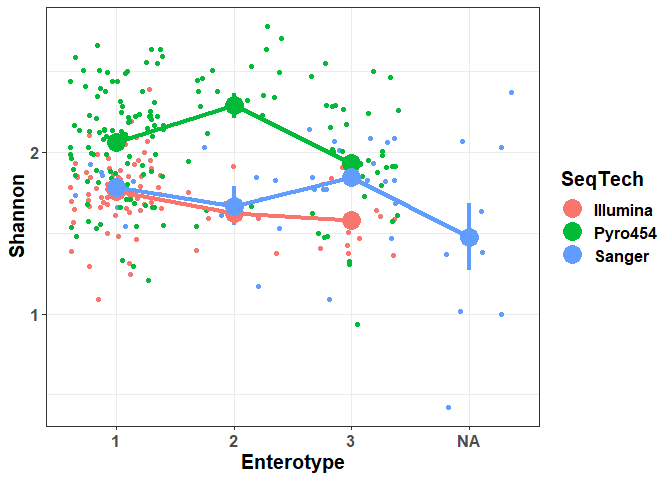 Shannon
2
1
1 2 3 NA
Enterotype
SeqTech
Illumina
Pyro454
Sanger